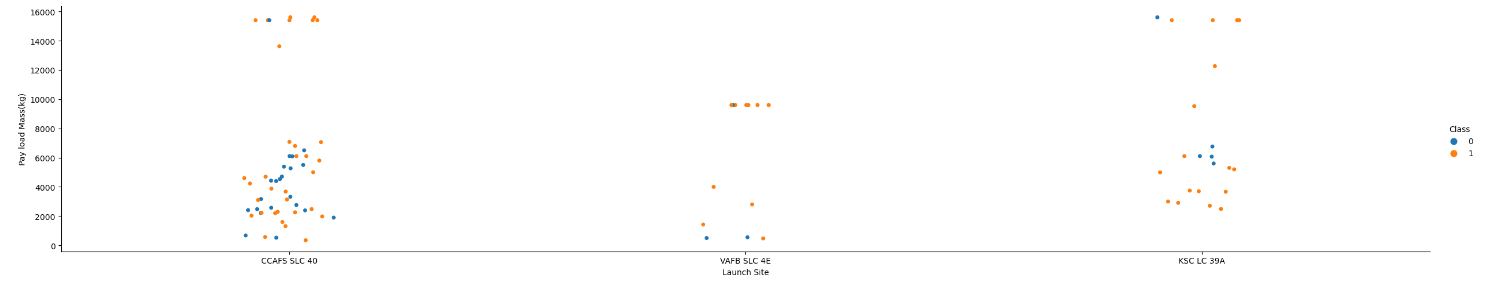 16000
14000
12000
10000
8000
6000
4000
2000
0
Pay load Mass(kg)
CCAFS SLC 40
VAFB SLC 4E
KSC LC 39A
Launch Site
Class
0
1